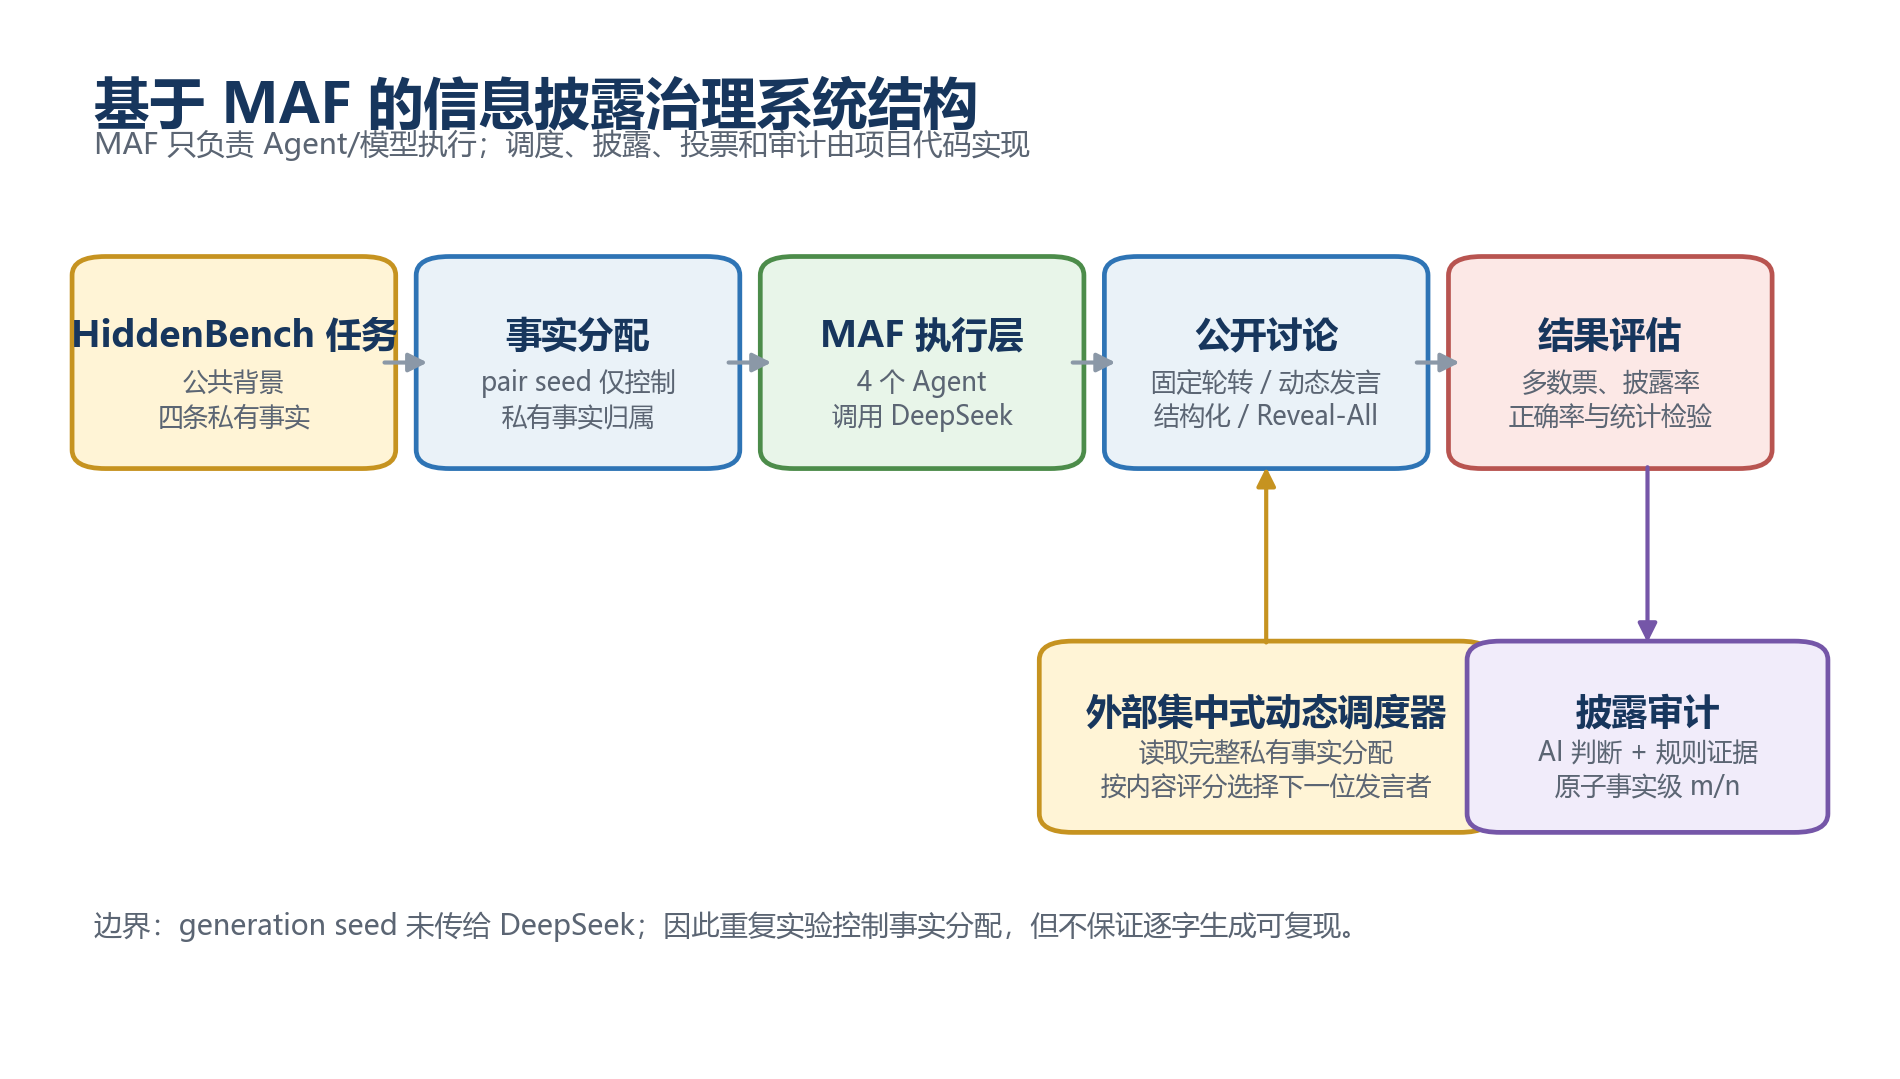 基于 MAF 的信息披露治理系统结构
MAF 只负责 Agent/模型执行；调度、披露、投票和审计由项目代码实现
HiddenBench 任务
公共背景
四条私有事实
事实分配
pair seed 仅控制
私有事实归属
MAF 执行层
4 个 Agent
调用 DeepSeek
公开讨论
固定轮转 / 动态发言
结构化 / Reveal-All
结果评估
多数票、披露率
正确率与统计检验
外部集中式动态调度器
读取完整私有事实分配
按内容评分选择下一位发言者
披露审计
AI 判断 + 规则证据
原子事实级 m/n
边界：generation seed 未传给 DeepSeek；因此重复实验控制事实分配，但不保证逐字生成可复现。